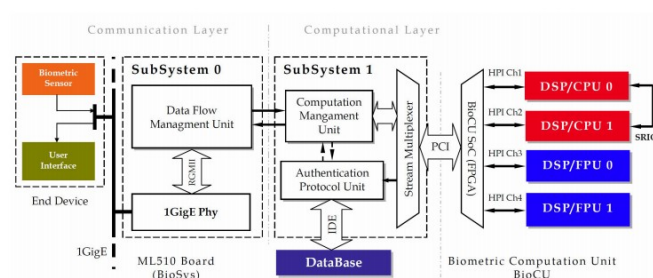 Communication Layer
Computational Layer
SubSystem 0
SubSystem 1
Biometric
Sensor
User
Interface
End Device
Data Flow
Managment Unit
RGMII
1GigE Phy
Computation
Mangament
Unit
Authentication
Protocol Unit
Stream Multiplexer
IDE
DataBase
PCI
BioCU SoC (FPGA)
HPI Ch1
DSP/CPU 0
HPI Ch2
DSP/CPU 1
SRIO
HPI Ch3
DSP/FPU 0
HPI Ch4
DSP/FPU 1
1GigE
ML510 Board
(BioSys)
Biometric Computation Unit
BioCU